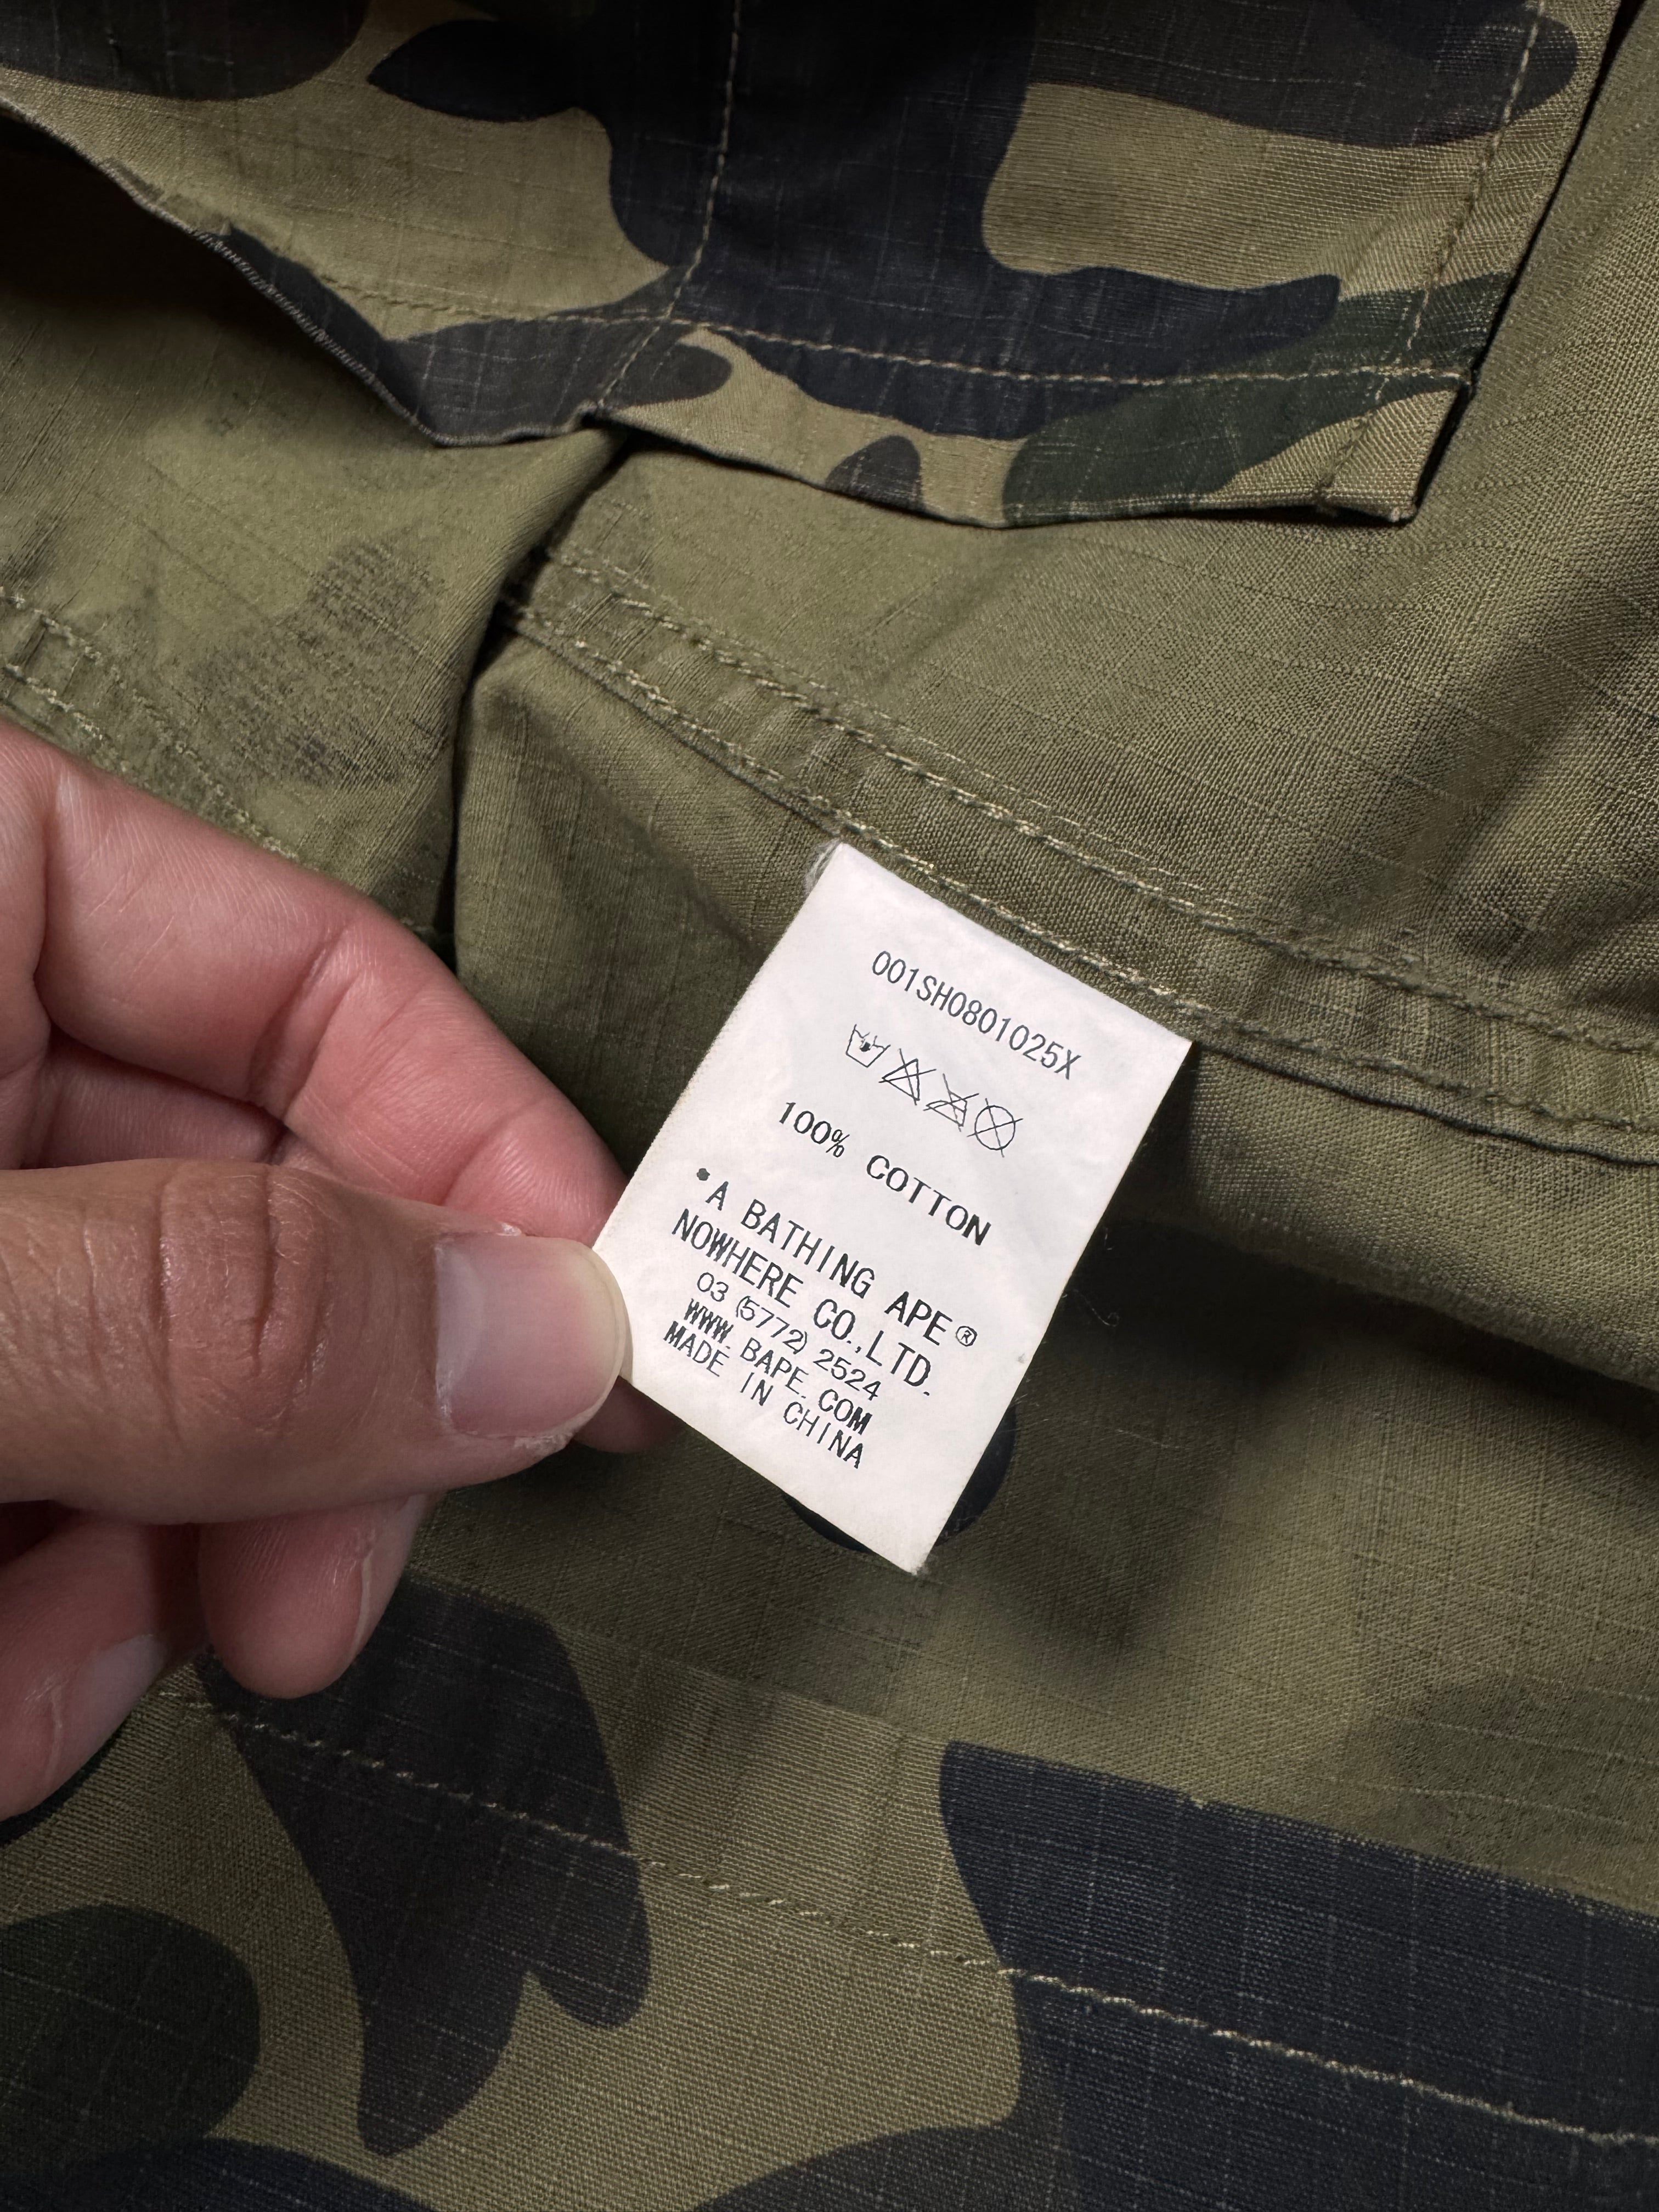 001SH0801025X
100% COTTON
•A BATHING APE®
NOWHERE CO.,LTD.
03 (5772) 2524
WWW.BAPE.COM
MADE IN CHINA